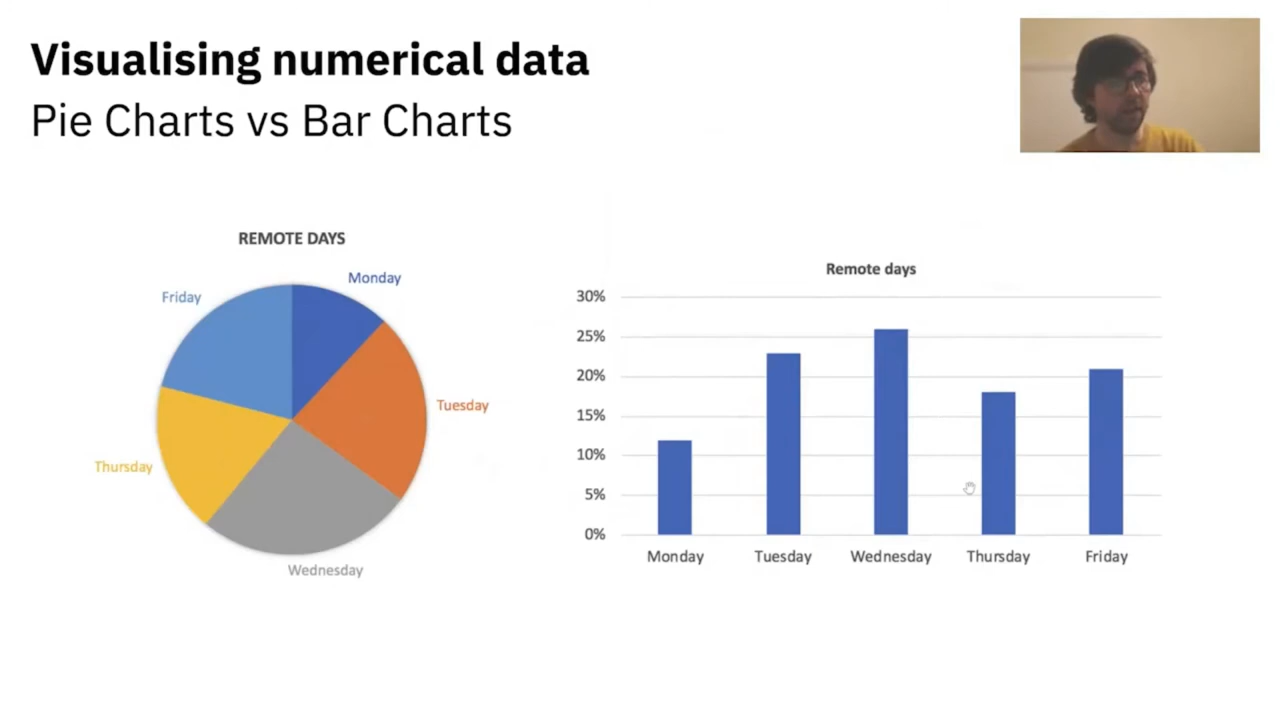 Visualising numerical data
Pie Charts vs Bar Charts
REMOTE DAYS
Monday
Friday
Tuesday
Thursday
Wednesday
Remote days
30%
25%
20%
15%
10%
5%
0%
Monday Tuesday Wednesday Thursday Friday